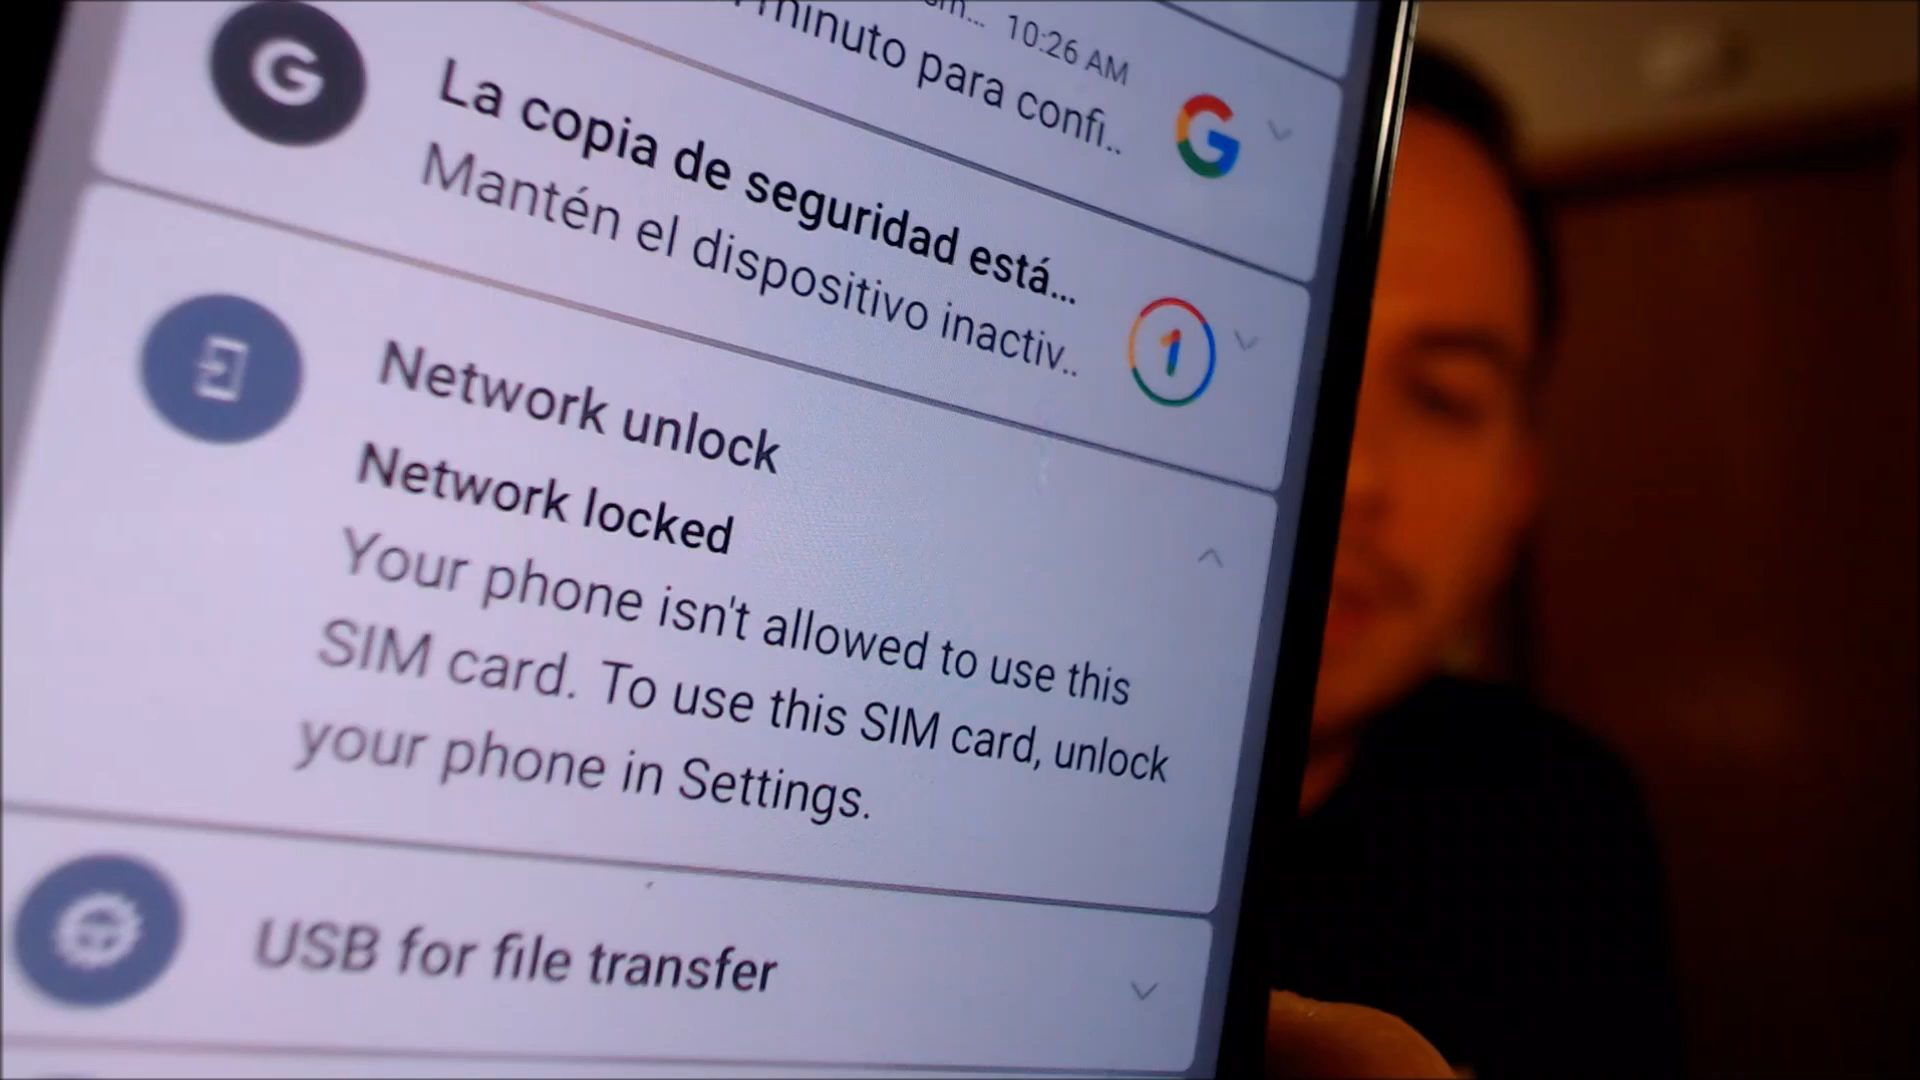 10:26 AM
minuto para confi..
La copia de seguridad está...
Mantén el dispositivo inactiv..
Network unlock
Network locked
Your phone isn't allowed to use this
SIM card. To use this SIM card, unlock
your phone in Settings.
USB for file transfer